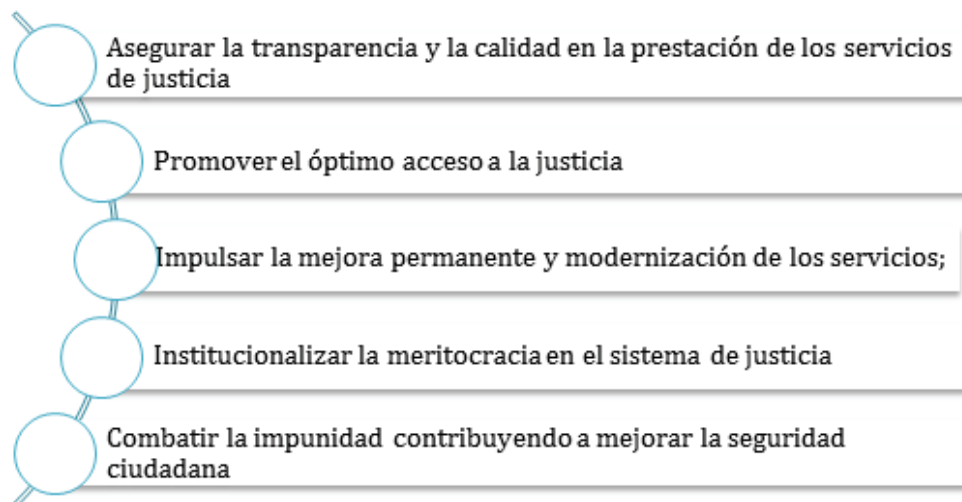 Asegurar la transparencia y la calidad en la prestación de los servicios
de justicia
Promover el óptimo acceso a la justicia
Impulsar la mejora permanente y modernización de los servicios;
Institucionalizar la meritocracia en el sistema de justicia
Combatir la impunidad contribuyendo a mejorar la seguridad
ciudadana